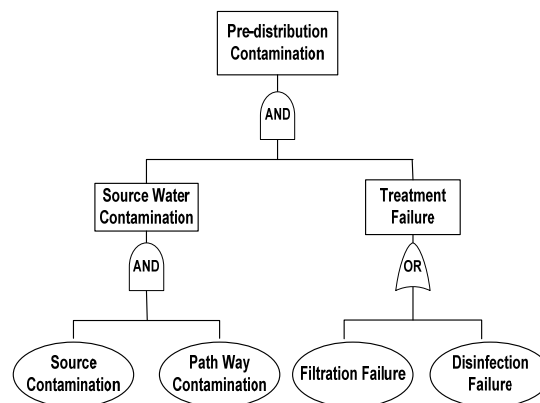 Pre-distribution
Contamination
AND
Source Water
Contamination
Treatment
Failure
AND
OR
Source
Contamination
Path Way
Contamination
Filtration Failure
Disinfection
Failure